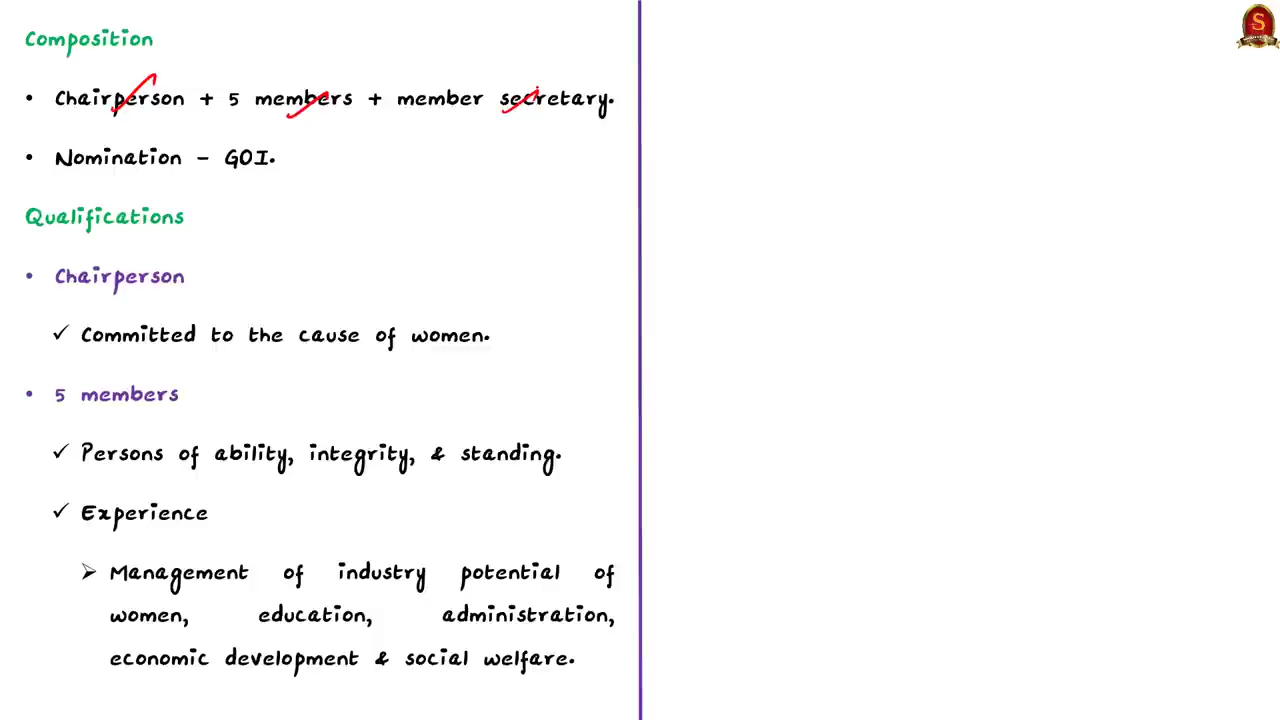 Composition
• Chairperson + 5 members + member secretary.
• Nomination – GOI.
Qualifications
• Chairperson
✓ Committed to the cause of women.
• 5 members
✓ Persons of ability, integrity, & standing.
✓ Experience
➢ Management of industry potential of
women, education, administration,
economic development & social welfare.
S